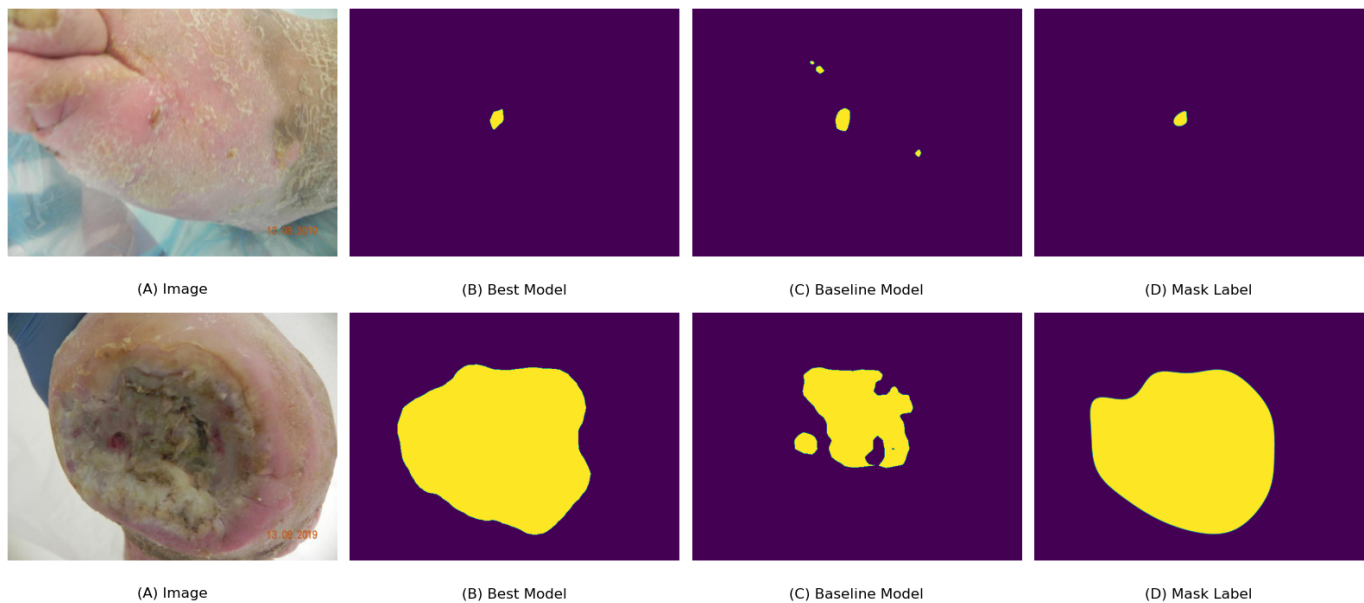 (A) Image
(B) Best Model
(C) Baseline Model
(D) Mask Label
13 08 2019
(A) Image
(B) Best Model
(C) Baseline Model
(D) Mask Label